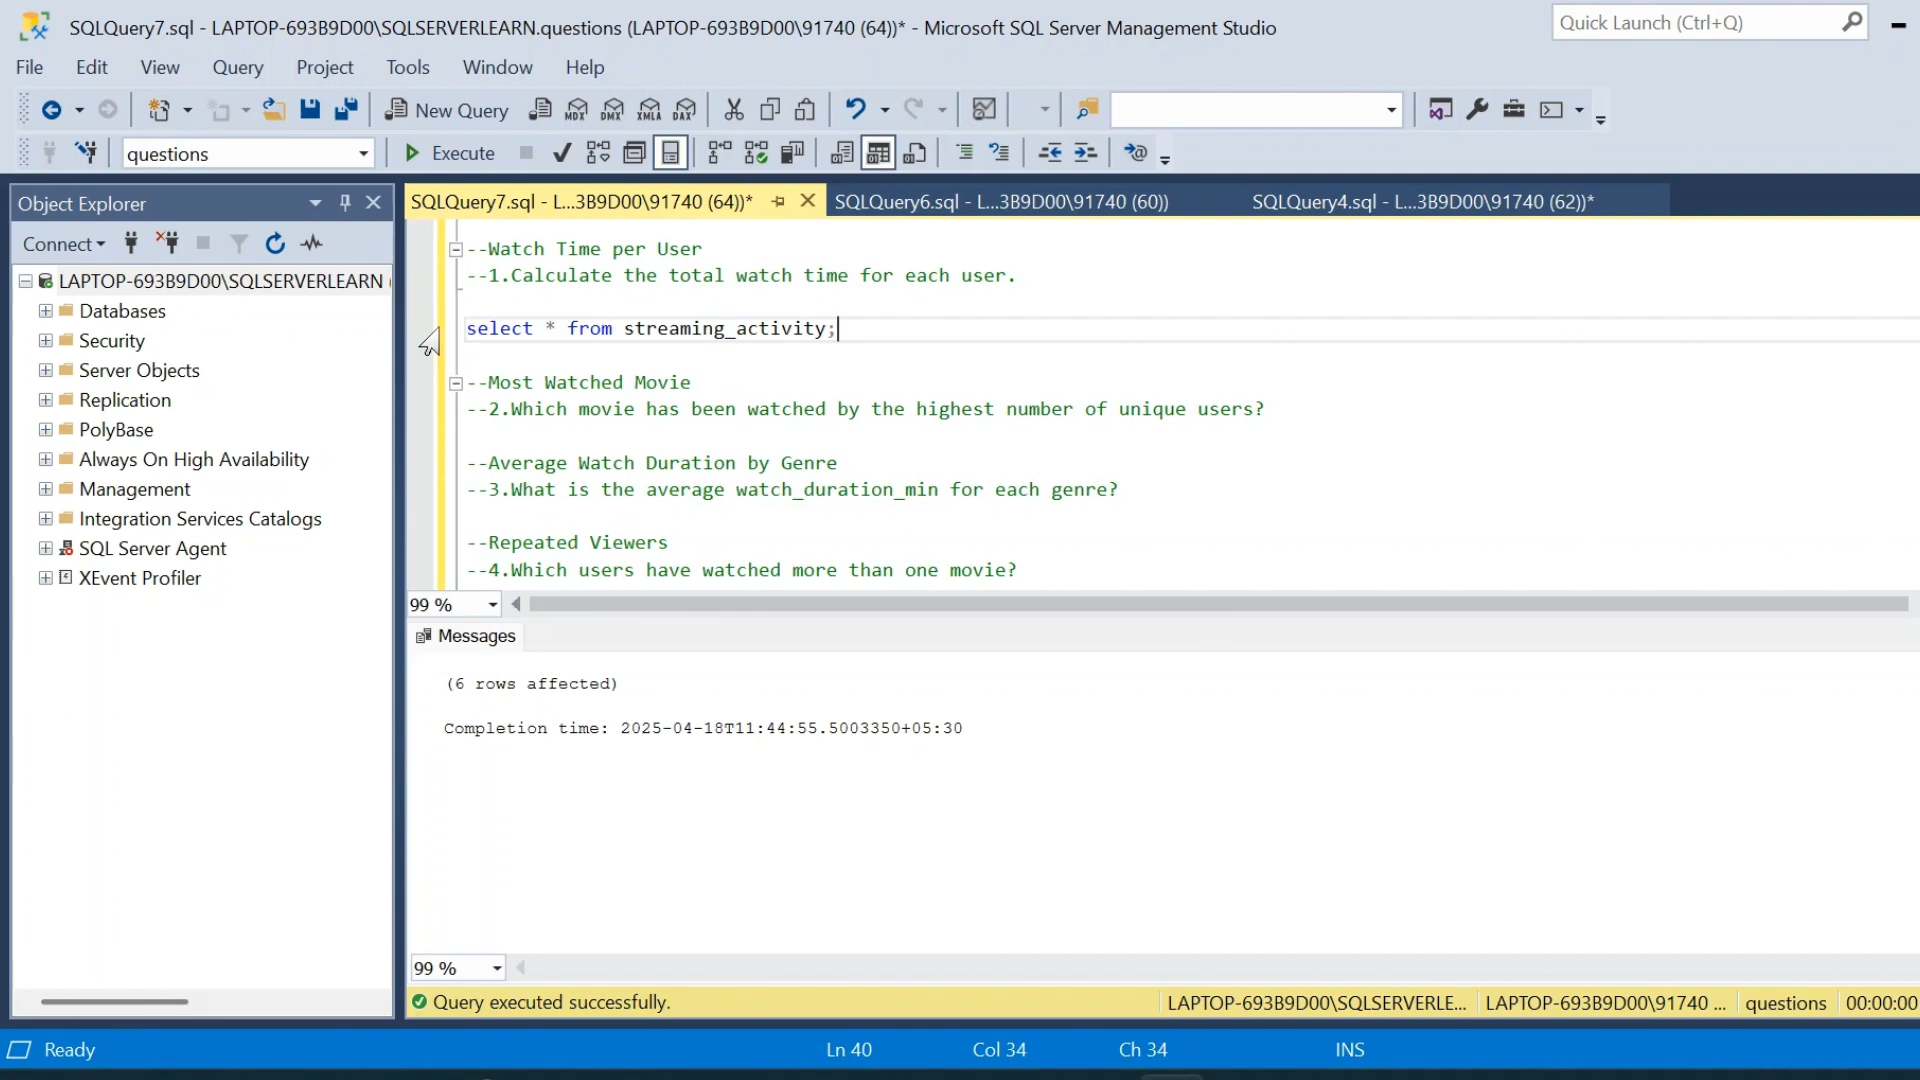 SQLQuery7.sql - LAPTOP-693B9D00\SQLSERVERLEARN.questions (LAPTOP-693B9D00\91740 (64))* - Microsoft SQL Server Management Studio
Quick Launch (Ctrl+Q)
File Edit View Query Project Tools Window Help
New Query MDX DMX XMLA DAX
questions Execute
Object Explorer
SQLQuery7.sql - L...3B9D00\91740 (64))* SQLQuery6.sql - L...3B9D00\91740 (60)) SQLQuery4.sql - L...3B9D00\91740 (62))*
Connect
LAPTOP-693B9D00\SQLSERVERLEARN (
Databases
Security
Server Objects
Replication
PolyBase
Always On High Availability
Management
Integration Services Catalogs
SQL Server Agent
XEvent Profiler
--Watch Time per User
--1.Calculate the total watch time for each user.
select * from streaming_activity;
--Most Watched Movie
--2.Which movie has been watched by the highest number of unique users?
--Average Watch Duration by Genre
--3.What is the average watch_duration_min for each genre?
--Repeated Viewers
--4.Which users have watched more than one movie?
99 %
Messages
(6 rows affected)
Completion time: 2025-04-18T11:44:55.5003350+05:30
99 %
Query executed successfully. LAPTOP-693B9D00\SQLSERVERLE... LAPTOP-693B9D00\91740 ... questions 00:00:00
Ready Ln 40 Col 34 Ch 34 INS